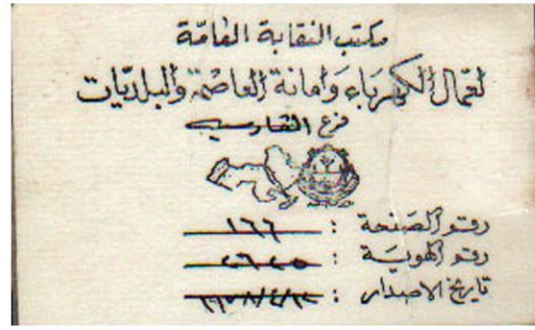 مكتب النقابة العامة
لعمال الكهرباء وأمانة العاصمة والبلديات
فرع القادسية
رقم الصفحة : ١٦٦
رقم الهوية :
تاريخ الاصدار :